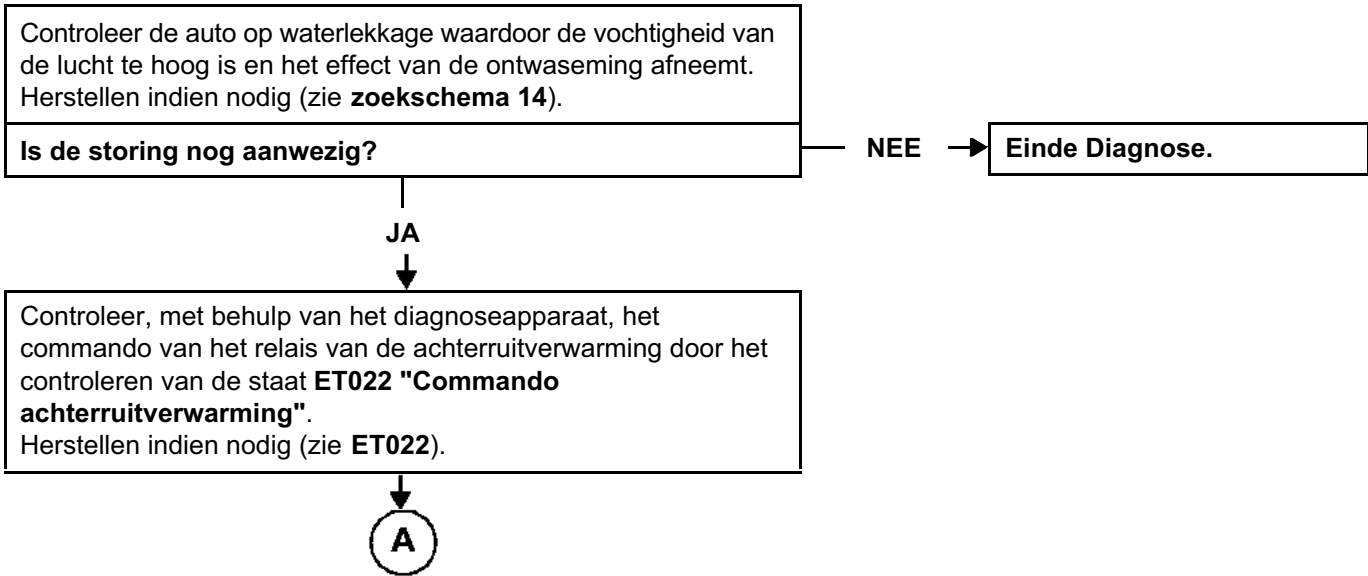 Controleer de auto op waterlekkage waardoor de vochtigheid van
de lucht te hoog is en het effect van de ontwaseming afneemt.
Herstellen indien nodig (zie zoekschema 14).
Is de storing nog aanwezig?
NEE
Einde Diagnose.
JA
Controleer, met behulp van het diagnoseapparaat, het
commando van het relais van de achterruitverwarming door het
controleren van de staat ET022 "Commando
achterruitverwarming".
Herstellen indien nodig (zie ET022).
A